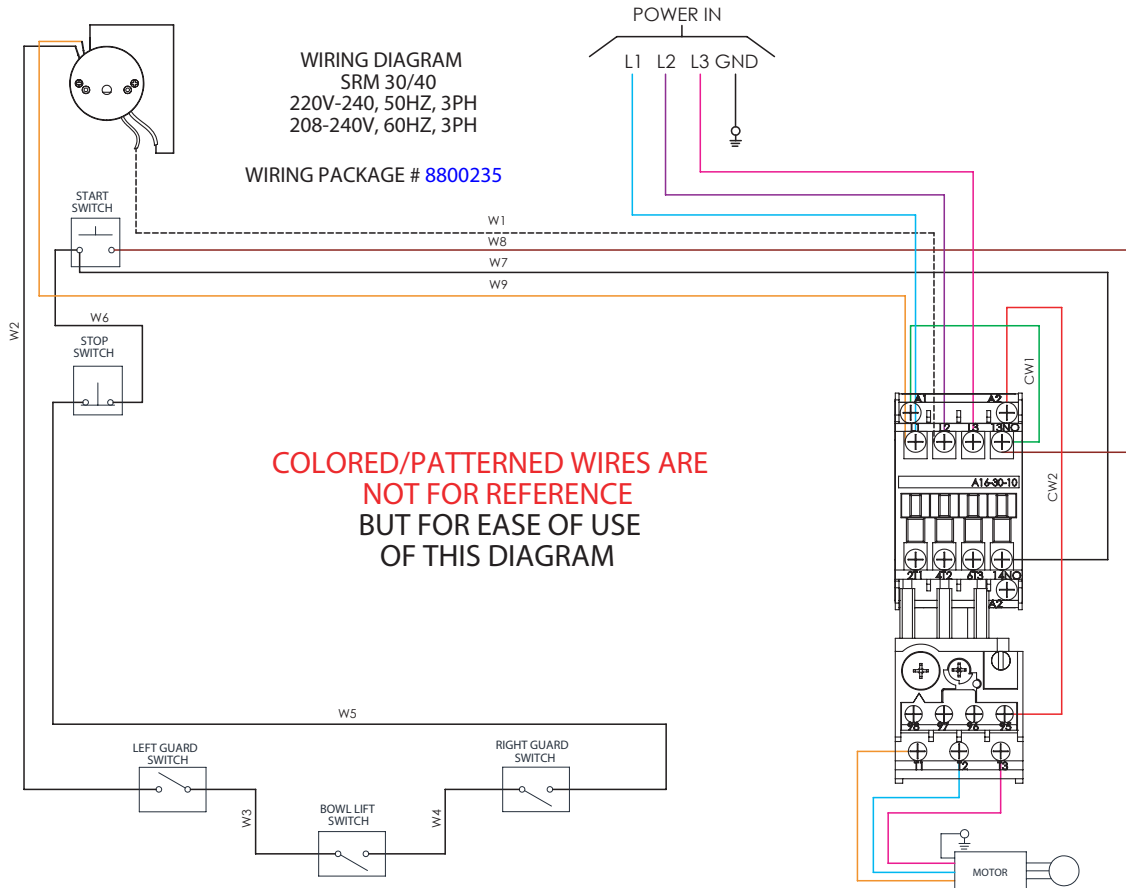 POWER IN
L1 L2 L3 GND
WIRING DIAGRAM
SRM 30/40
220V-240, 50HZ, 3PH
208-240V, 60HZ, 3PH
WIRING PACKAGE # 8800235
START
SWITCH
W1
W8
W7
W9
W2
W6
STOP
SWITCH
CW1
A1 A2
L1 L2 L3 13NO
A16-30-10
CW2
COLORED/PATTERNED WIRES ARE
NOT FOR REFERENCE
BUT FOR EASE OF USE
OF THIS DIAGRAM
2T1 4T2 6T3 14NO
A2
98 97 96 95
T1 T2 T3
W5
LEFT GUARD
SWITCH
RIGHT GUARD
SWITCH
W3
BOWL LIFT
SWITCH
W4
MOTOR